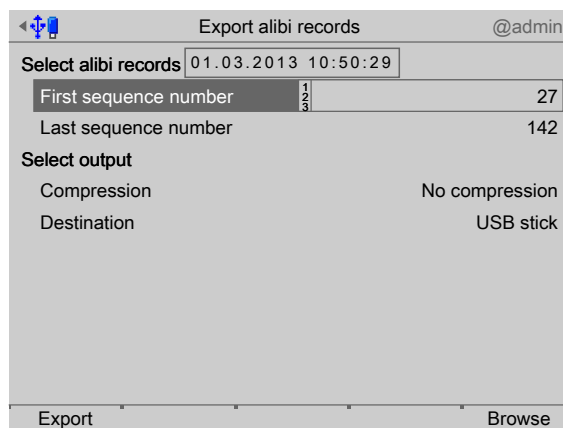 Export alibi records @admin
Select alibi records 01.03.2013 10:50:29
First sequence number 1 2 3 27
Last sequence number 142
Select output
Compression No compression
Destination USB stick
Export Browse